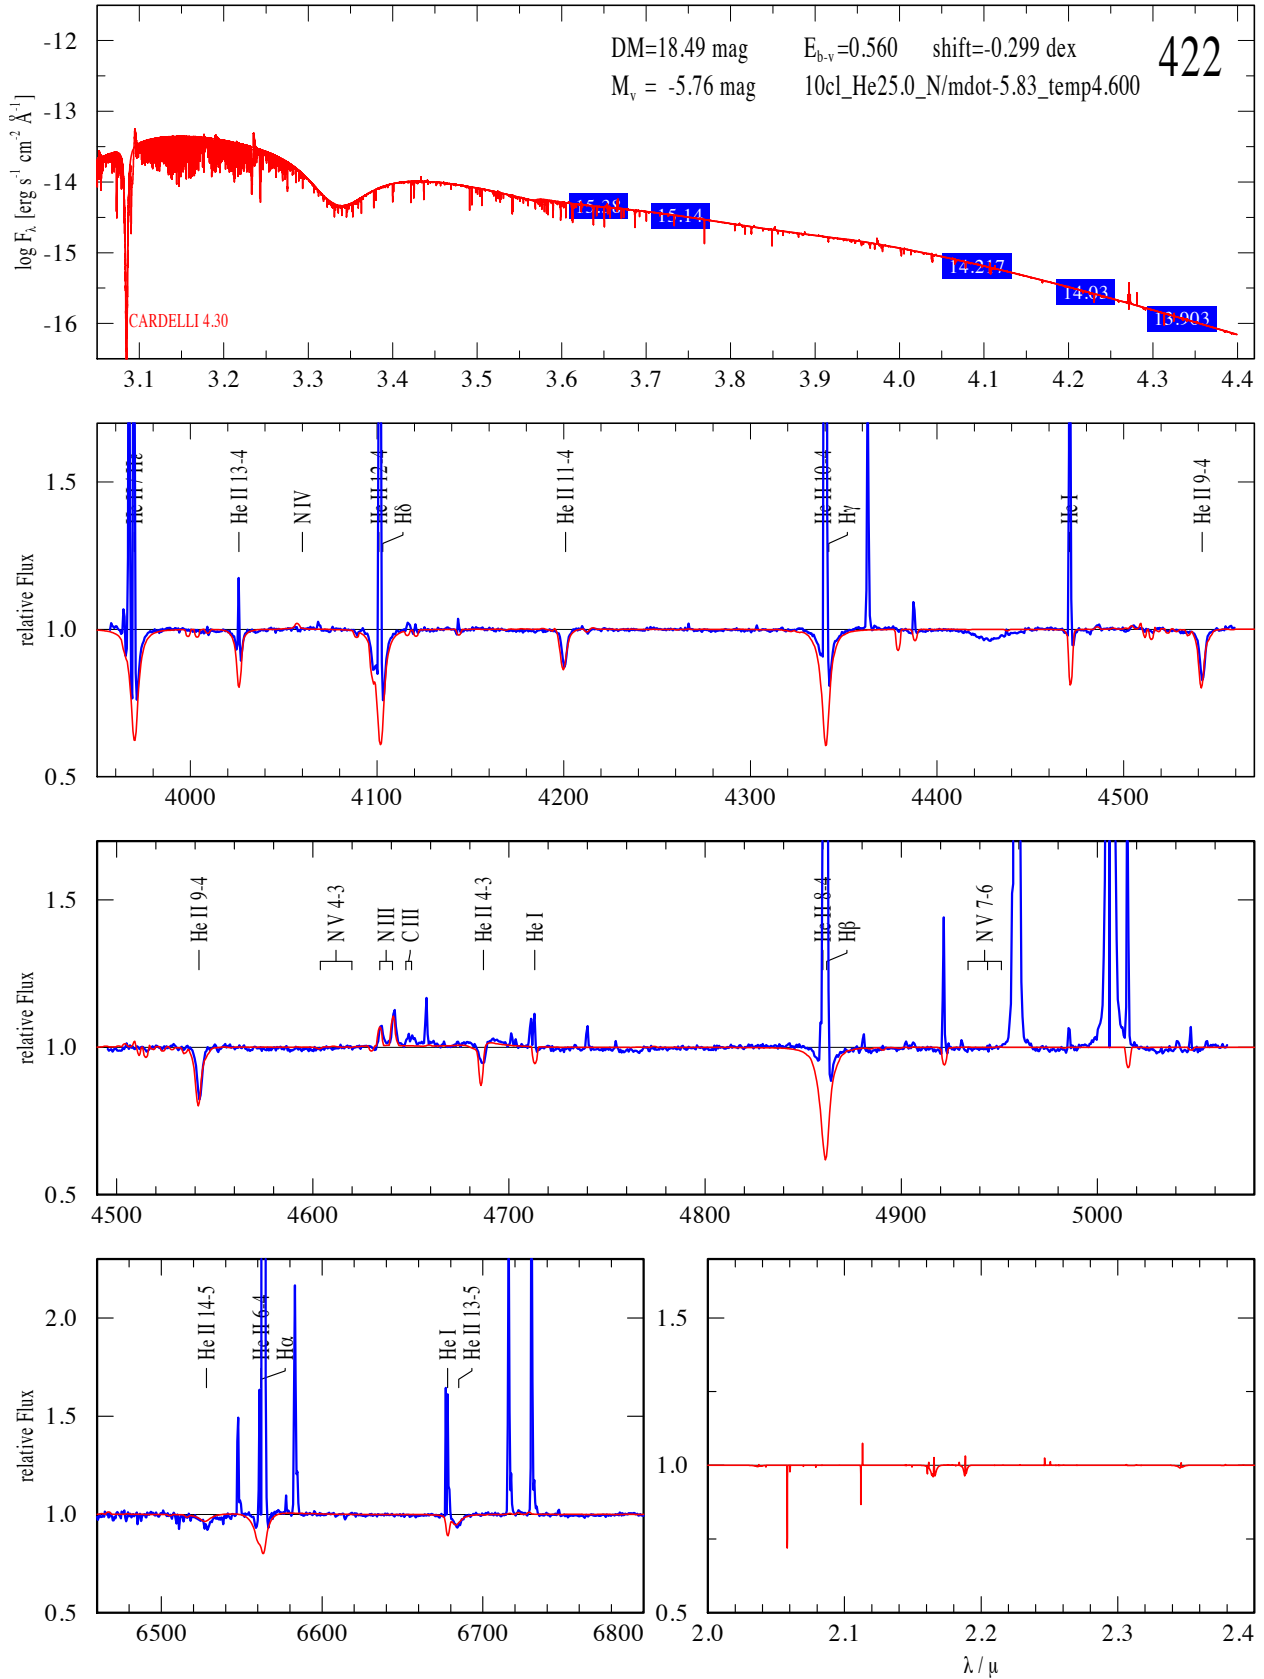 DM=18.49 mag E_b-v=0.560 shift=-0.299 dex 422
M_v = -5.76 mag 10cl_He25.0_N/mdot-5.83_temp4.600
log F_λ [erg s⁻¹ cm⁻² Å⁻¹]
-12
-13
-14
-15
-16
15.28 15.14 14.217 14.03 13.903
CARDELLI 4.30
3.1 3.2 3.3 3.4 3.5 3.6 3.7 3.8 3.9 4.0 4.1 4.2 4.3 4.4
relative Flux
1.5
1.0
0.5
He II / Hε He II 13-4 N IV He II 12-4 Hδ He II 11-4 He II 10-4 Hγ He I He II 9-4
4000 4100 4200 4300 4400 4500
relative Flux
1.5
1.0
0.5
He II 9-4 N V 4-3 N III C III He II 4-3 He I He II 8-4 Hβ N V 7-6
4500 4600 4700 4800 4900 5000
relative Flux
2.0
1.5
1.0
0.5
He II 14-5 He II 6-4 Hα He I He II 13-5
6500 6600 6700 6800
1.5
1.0
0.5
2.0 2.1 2.2 2.3 2.4
λ / μ